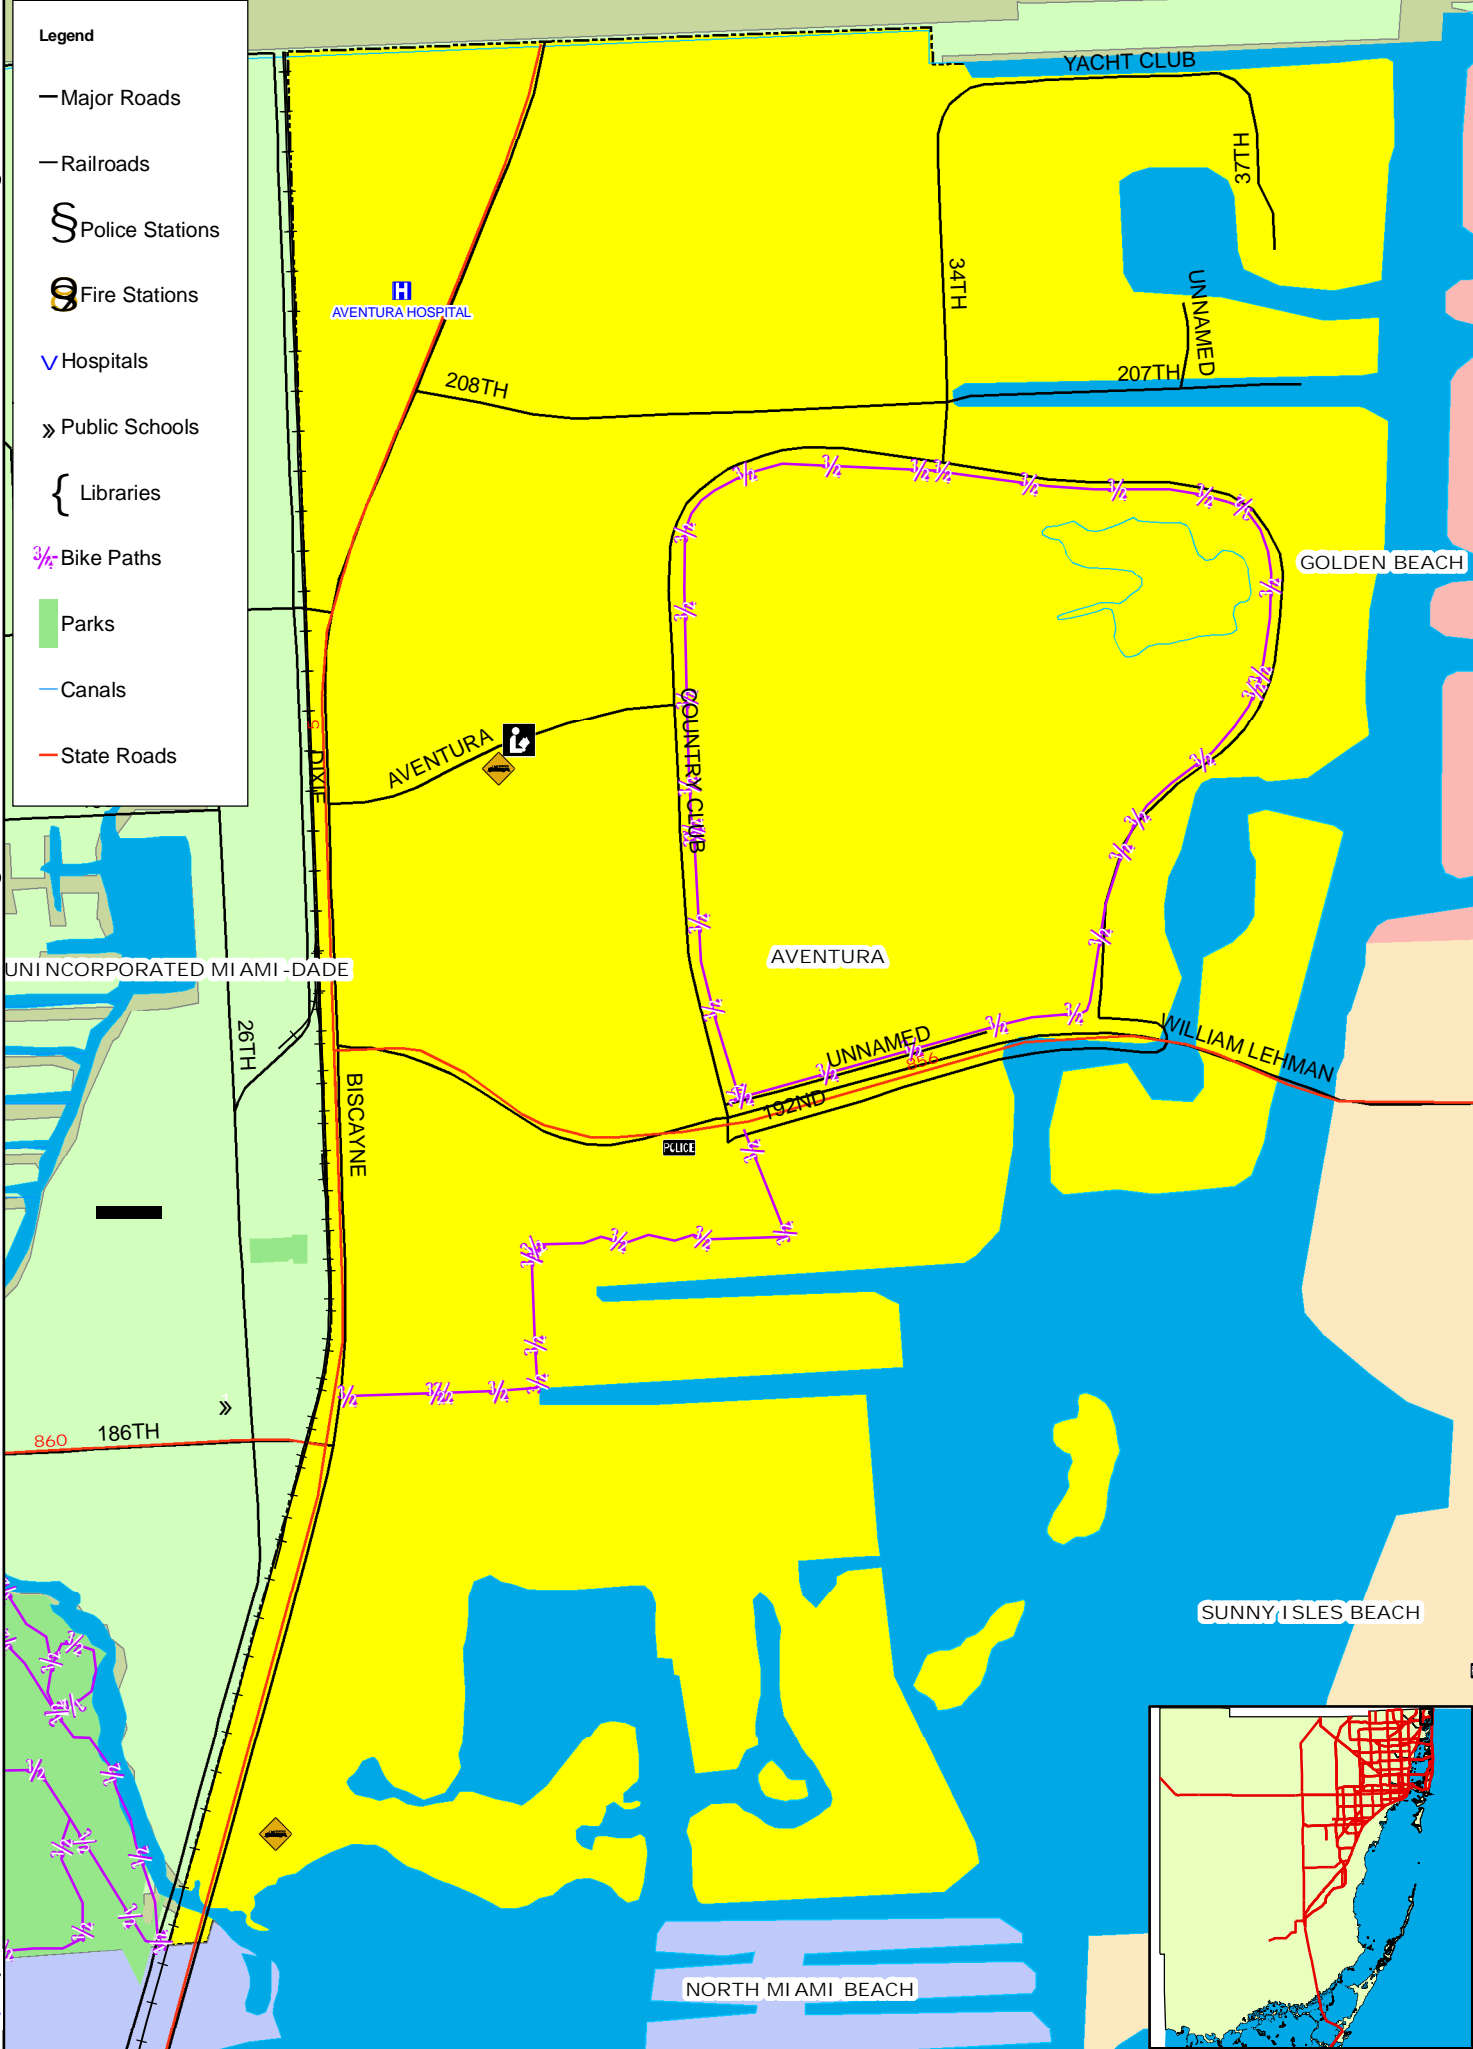 Legend
Major Roads
Railroads
§ Police Stations
Fire Stations
Hospitals
» Public Schools
{ Libraries
Bike Paths
Parks
Canals
State Roads
YACHT CLUB
37TH
34TH
UNNAMED
H
AVENTURA HOSPITAL
208TH
207TH
GOLDEN BEACH
5
DIXIE
AVENTURA
COUNTRY CLUB
AVENTURA
UNINCORPORATED MIAMI-DADE
26TH
BISCAYNE
UNNAMED
856
192ND
WILLIAM LEHMAN
POLICE
860
186TH
SUNNY ISLES BEACH
NORTH MIAMI BEACH